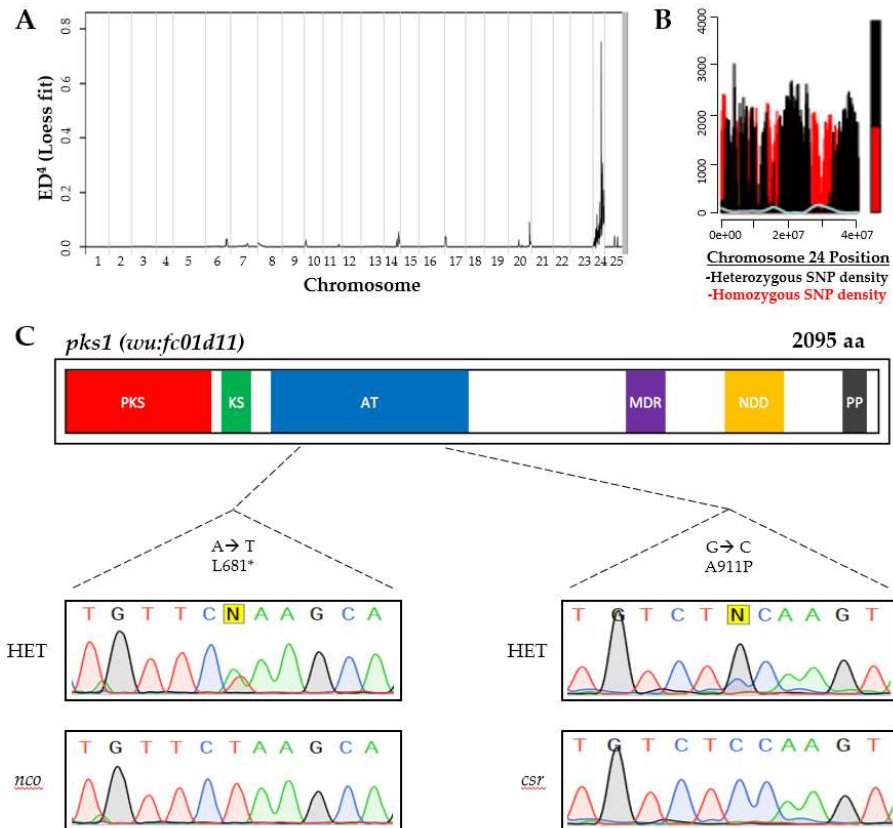 A
ED⁴ (Loess fit)
0.8
0.6
0.4
0.2
0.0
1 2 3 4 5 6 7 8 9 10 11 12 13 14 15 16 17 18 19 20 21 22 23 24 25
Chromosome
B
4000
3000
2000
1000
0
0e+00 2e+07 4e+07
Chromosome 24 Position
-Heterozygous SNP density
-Homozygous SNP density
C
pks1 (wu:fc01d11)
2095 aa
PKS KS AT MDR NDD PP
A→ T
L681*
G→ C
A911P
HET
T G T T C N A A G C A
HET
T G T C T N C A A G T
nco
T G T T C T A A G C A
csr
T G T C T C C A A G T